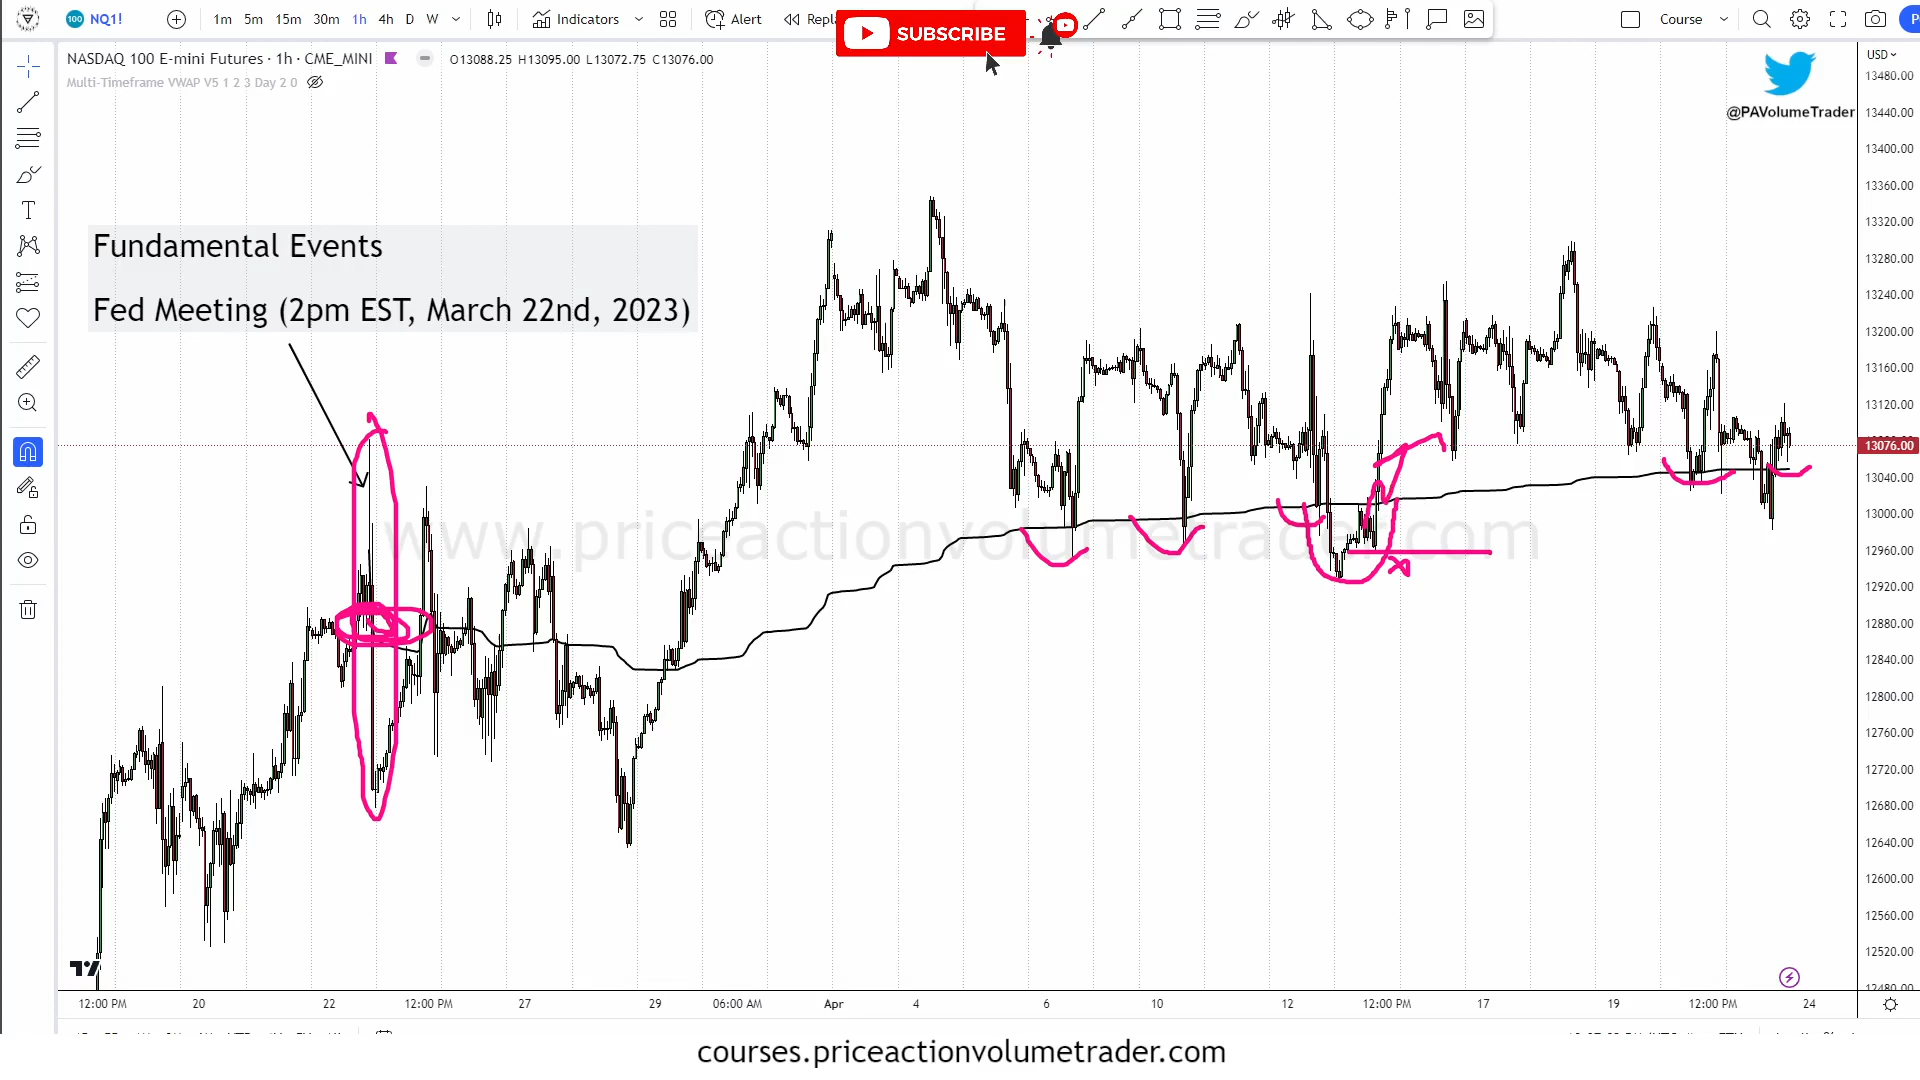 NQ1!
1m 5m 15m 30m 1h 4h D W
Indicators
Alert
Repla
SUBSCRIBE
Course
NASDAQ 100 E-mini Futures · 1h · CME_MINI
O13088.25 H13095.00 L13072.75 C13076.00
Multi-Timeframe VWAP V5 1 2 3 Day 2 0
USD
@PAVolumeTrader
Fundamental Events
Fed Meeting (2pm EST, March 22nd, 2023)
www.priceactionvolumetrader.com
13480.00
13440.00
13400.00
13360.00
13320.00
13280.00
13240.00
13200.00
13160.00
13120.00
13076.00
13040.00
13000.00
12960.00
12920.00
12880.00
12840.00
12800.00
12760.00
12720.00
12680.00
12640.00
12600.00
12560.00
12520.00
12480.00
12:00 PM 20 22 12:00 PM 27 29 06:00 AM Apr 4 6 10 12 12:00 PM 17 19 12:00 PM 24
courses.priceactionvolumetrader.com